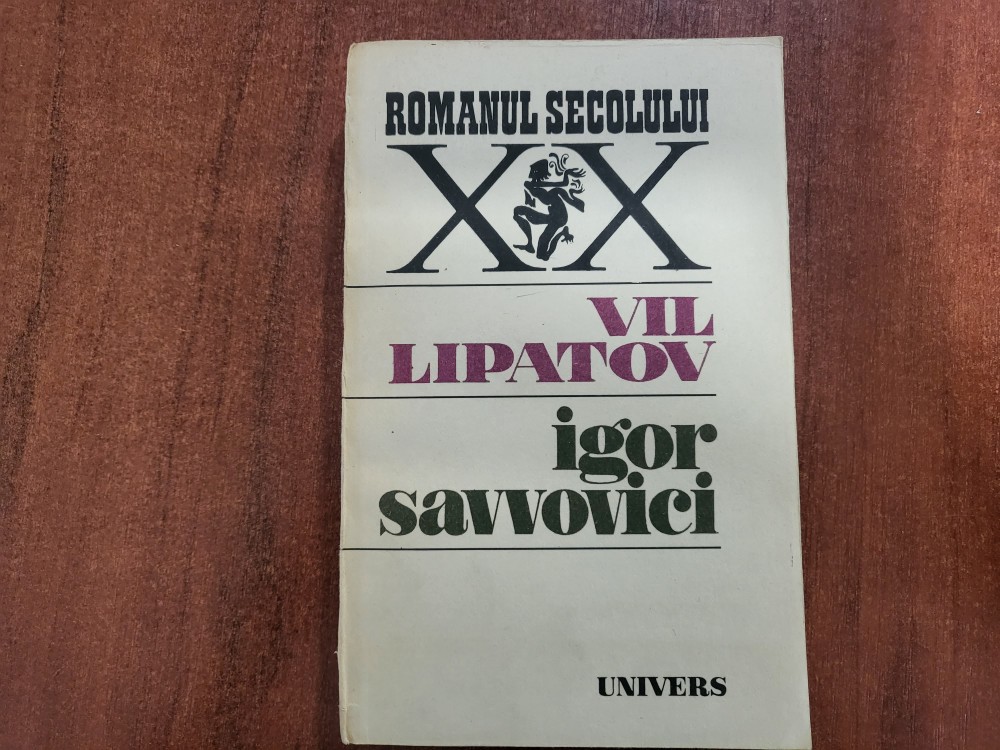 ROMANUL SECOLULUI
XX
VIL
LIPATOV
igor
savvovici
UNIVERS